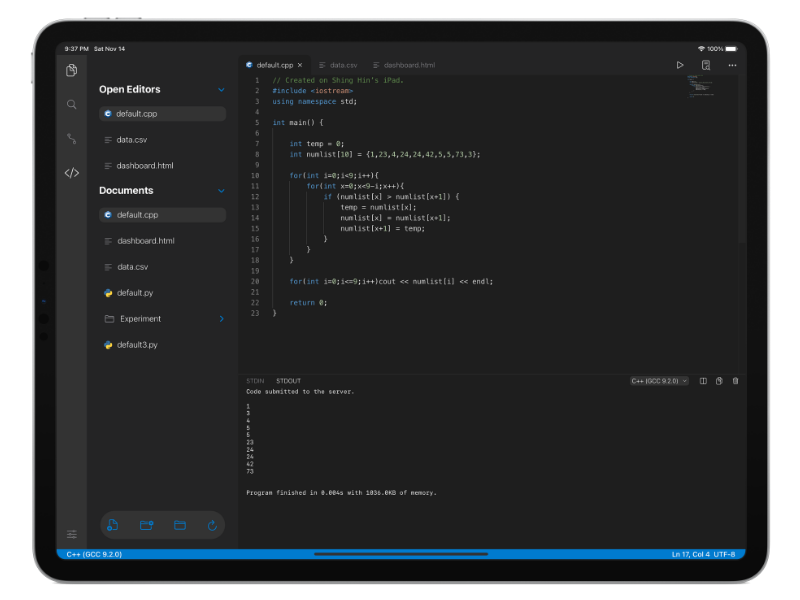 9:37 PM Sat Nov 14
100%
Open Editors
default.cpp
data.csv
dashboard.html
Documents
default.cpp
dashboard.html
data.csv
default.py
Experiment
default3.py
default.cpp × data.csv dashboard.html
1 // Created on Shing Hin's iPad.
2 #include <iostream>
3 using namespace std;
4
5 int main() {
6
7 int temp = 0;
8 int numlist[10] = {1,23,4,24,24,42,5,5,73,3};
9
10 for(int i=0;i<9;i++){
11 for(int x=0;x<9-i;x++){
12 if (numlist[x] > numlist[x+1]) {
13 temp = numlist[x];
14 numlist[x] = numlist[x+1];
15 numlist[x+1] = temp;
16 }
17 }
18 }
19
20 for(int i=0;i<=9;i++)cout << numlist[i] << endl;
21
22 return 0;
23 }
STDIN STDOUT
C++ (GCC 9.2.0)
Code submitted to the server.
1
3
4
5
5
23
24
24
42
73
Program finished in 0.004s with 1036.0KB of memory.
C++ (GCC 9.2.0)
Ln 17, Col 4 UTF-8